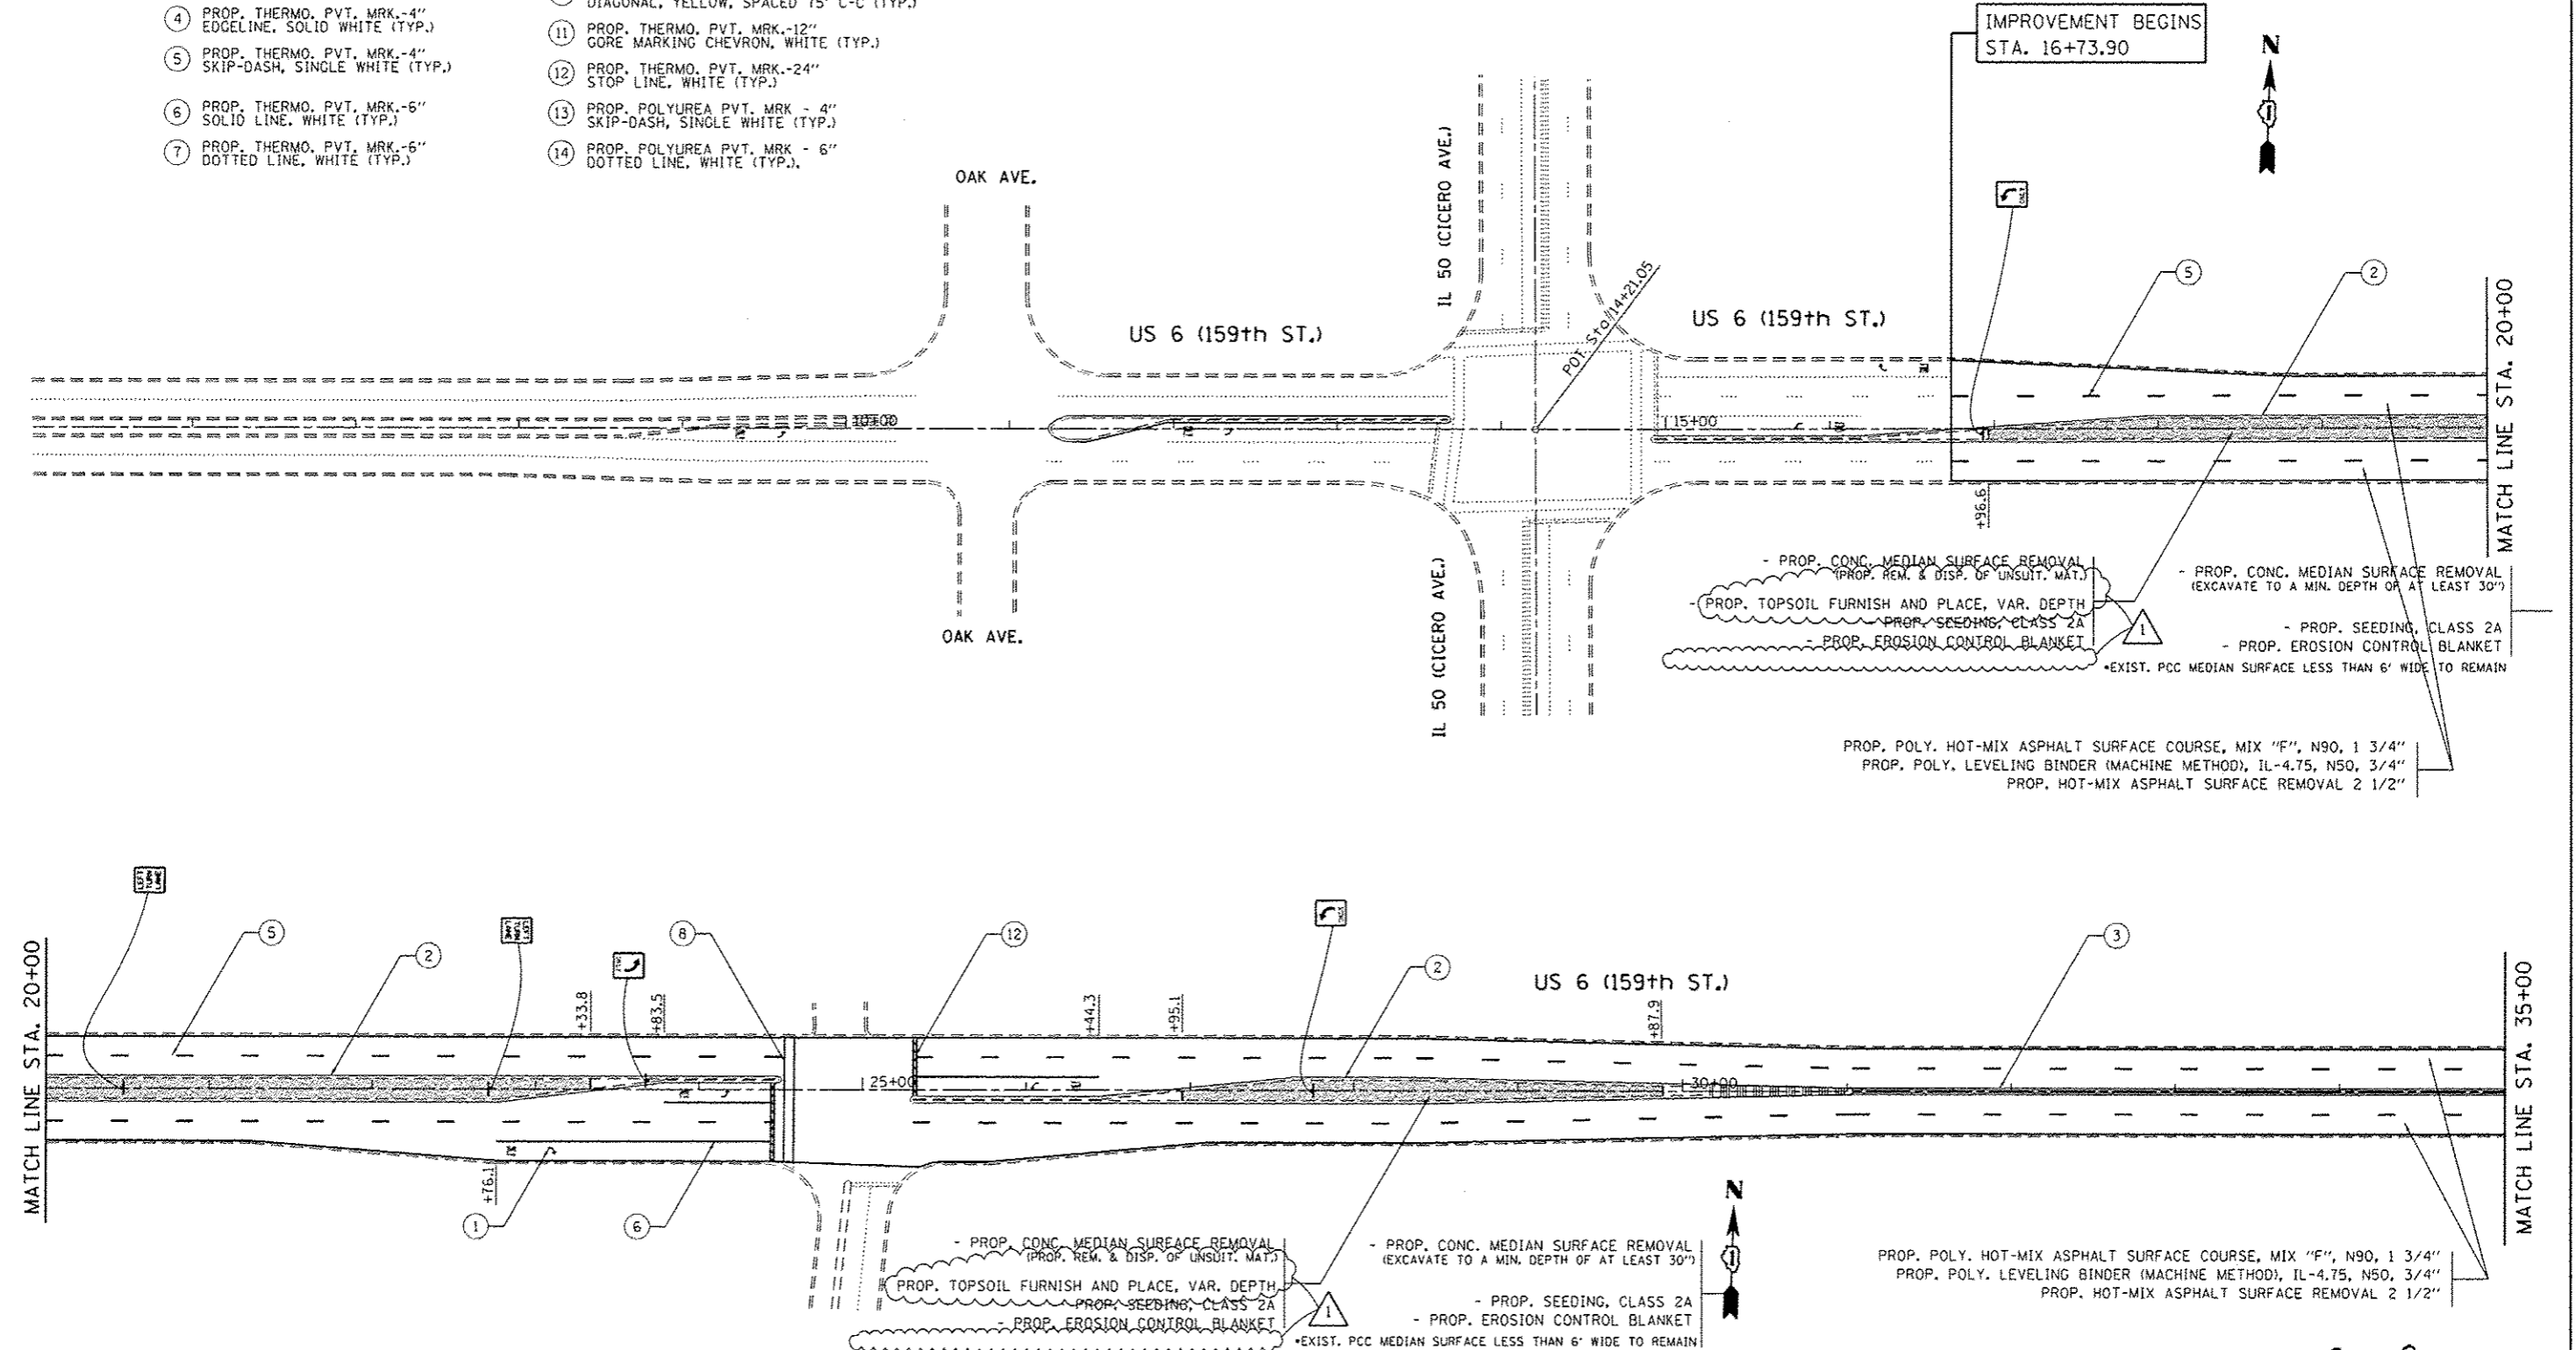 4 PROP. THERMO. PVT. MRK.-4"
EDGELINE, SOLID WHITE (TYP.)
5 PROP. THERMO. PVT. MRK.-4"
SKIP-DASH, SINGLE WHITE (TYP.)
6 PROP. THERMO. PVT. MRK.-6"
SOLID LINE, WHITE (TYP.)
7 PROP. THERMO. PVT. MRK.-6"
DOTTED LINE, WHITE (TYP.)
DIAGONAL, YELLOW, SPACED 75' C-C (TYP.)
11 PROP. THERMO. PVT. MRK.-12"
GORE MARKING CHEVRON, WHITE (TYP.)
12 PROP. THERMO. PVT. MRK.-24"
STOP LINE, WHITE (TYP.)
13 PROP. POLYUREA PVT. MRK - 4"
SKIP-DASH, SINGLE WHITE (TYP.)
14 PROP. POLYUREA PVT. MRK - 6"
DOTTED LINE, WHITE (TYP.).
IMPROVEMENT BEGINS
STA. 16+73.90
N
OAK AVE.
IL 50 (CICERO AVE.)
US 6 (159th ST.)
POT Sta 14+21.05
US 6 (159th ST.)
5
2
MATCH LINE STA. 20+00
10+00
15+00
+96.6
OAK AVE.
IL 50 (CICERO AVE.)
- PROP. CONC. MEDIAN SURFACE REMOVAL
(PROP. REM. & DISP. OF UNSUIT. MAT.)
- PROP. TOPSOIL FURNISH AND PLACE, VAR. DEPTH
- PROP. SEEDING, CLASS 2A
- PROP. EROSION CONTROL BLANKET
1
- PROP. CONC. MEDIAN SURFACE REMOVAL
(EXCAVATE TO A MIN. DEPTH OF AT LEAST 30")
- PROP. SEEDING, CLASS 2A
- PROP. EROSION CONTROL BLANKET
*EXIST. PCC MEDIAN SURFACE LESS THAN 6' WIDE TO REMAIN
PROP. POLY. HOT-MIX ASPHALT SURFACE COURSE, MIX "F", N90, 1 3/4"
PROP. POLY. LEVELING BINDER (MACHINE METHOD), IL-4.75, N50, 3/4"
PROP. HOT-MIX ASPHALT SURFACE REMOVAL 2 1/2"
MATCH LINE STA. 20+00
5
2
8
12
2
3
US 6 (159th ST.)
+33.8
+83.5
+44.3
+95.1
+87.9
25+00
30+00
MATCH LINE STA. 35+00
+76.1
1
6
- PROP. CONC. MEDIAN SURFACE REMOVAL
(PROP. REM. & DISP. OF UNSUIT. MAT.)
PROP. TOPSOIL FURNISH AND PLACE, VAR. DEPTH
PROP. SEEDING, CLASS 2A
- PROP. EROSION CONTROL BLANKET
1
- PROP. CONC. MEDIAN SURFACE REMOVAL
(EXCAVATE TO A MIN. DEPTH OF AT LEAST 30")
- PROP. SEEDING, CLASS 2A
- PROP. EROSION CONTROL BLANKET
*EXIST. PCC MEDIAN SURFACE LESS THAN 6' WIDE TO REMAIN
N
PROP. POLY. HOT-MIX ASPHALT SURFACE COURSE, MIX "F", N90, 1 3/4"
PROP. POLY. LEVELING BINDER (MACHINE METHOD), IL-4.75, N50, 3/4"
PROP. HOT-MIX ASPHALT SURFACE REMOVAL 2 1/2"